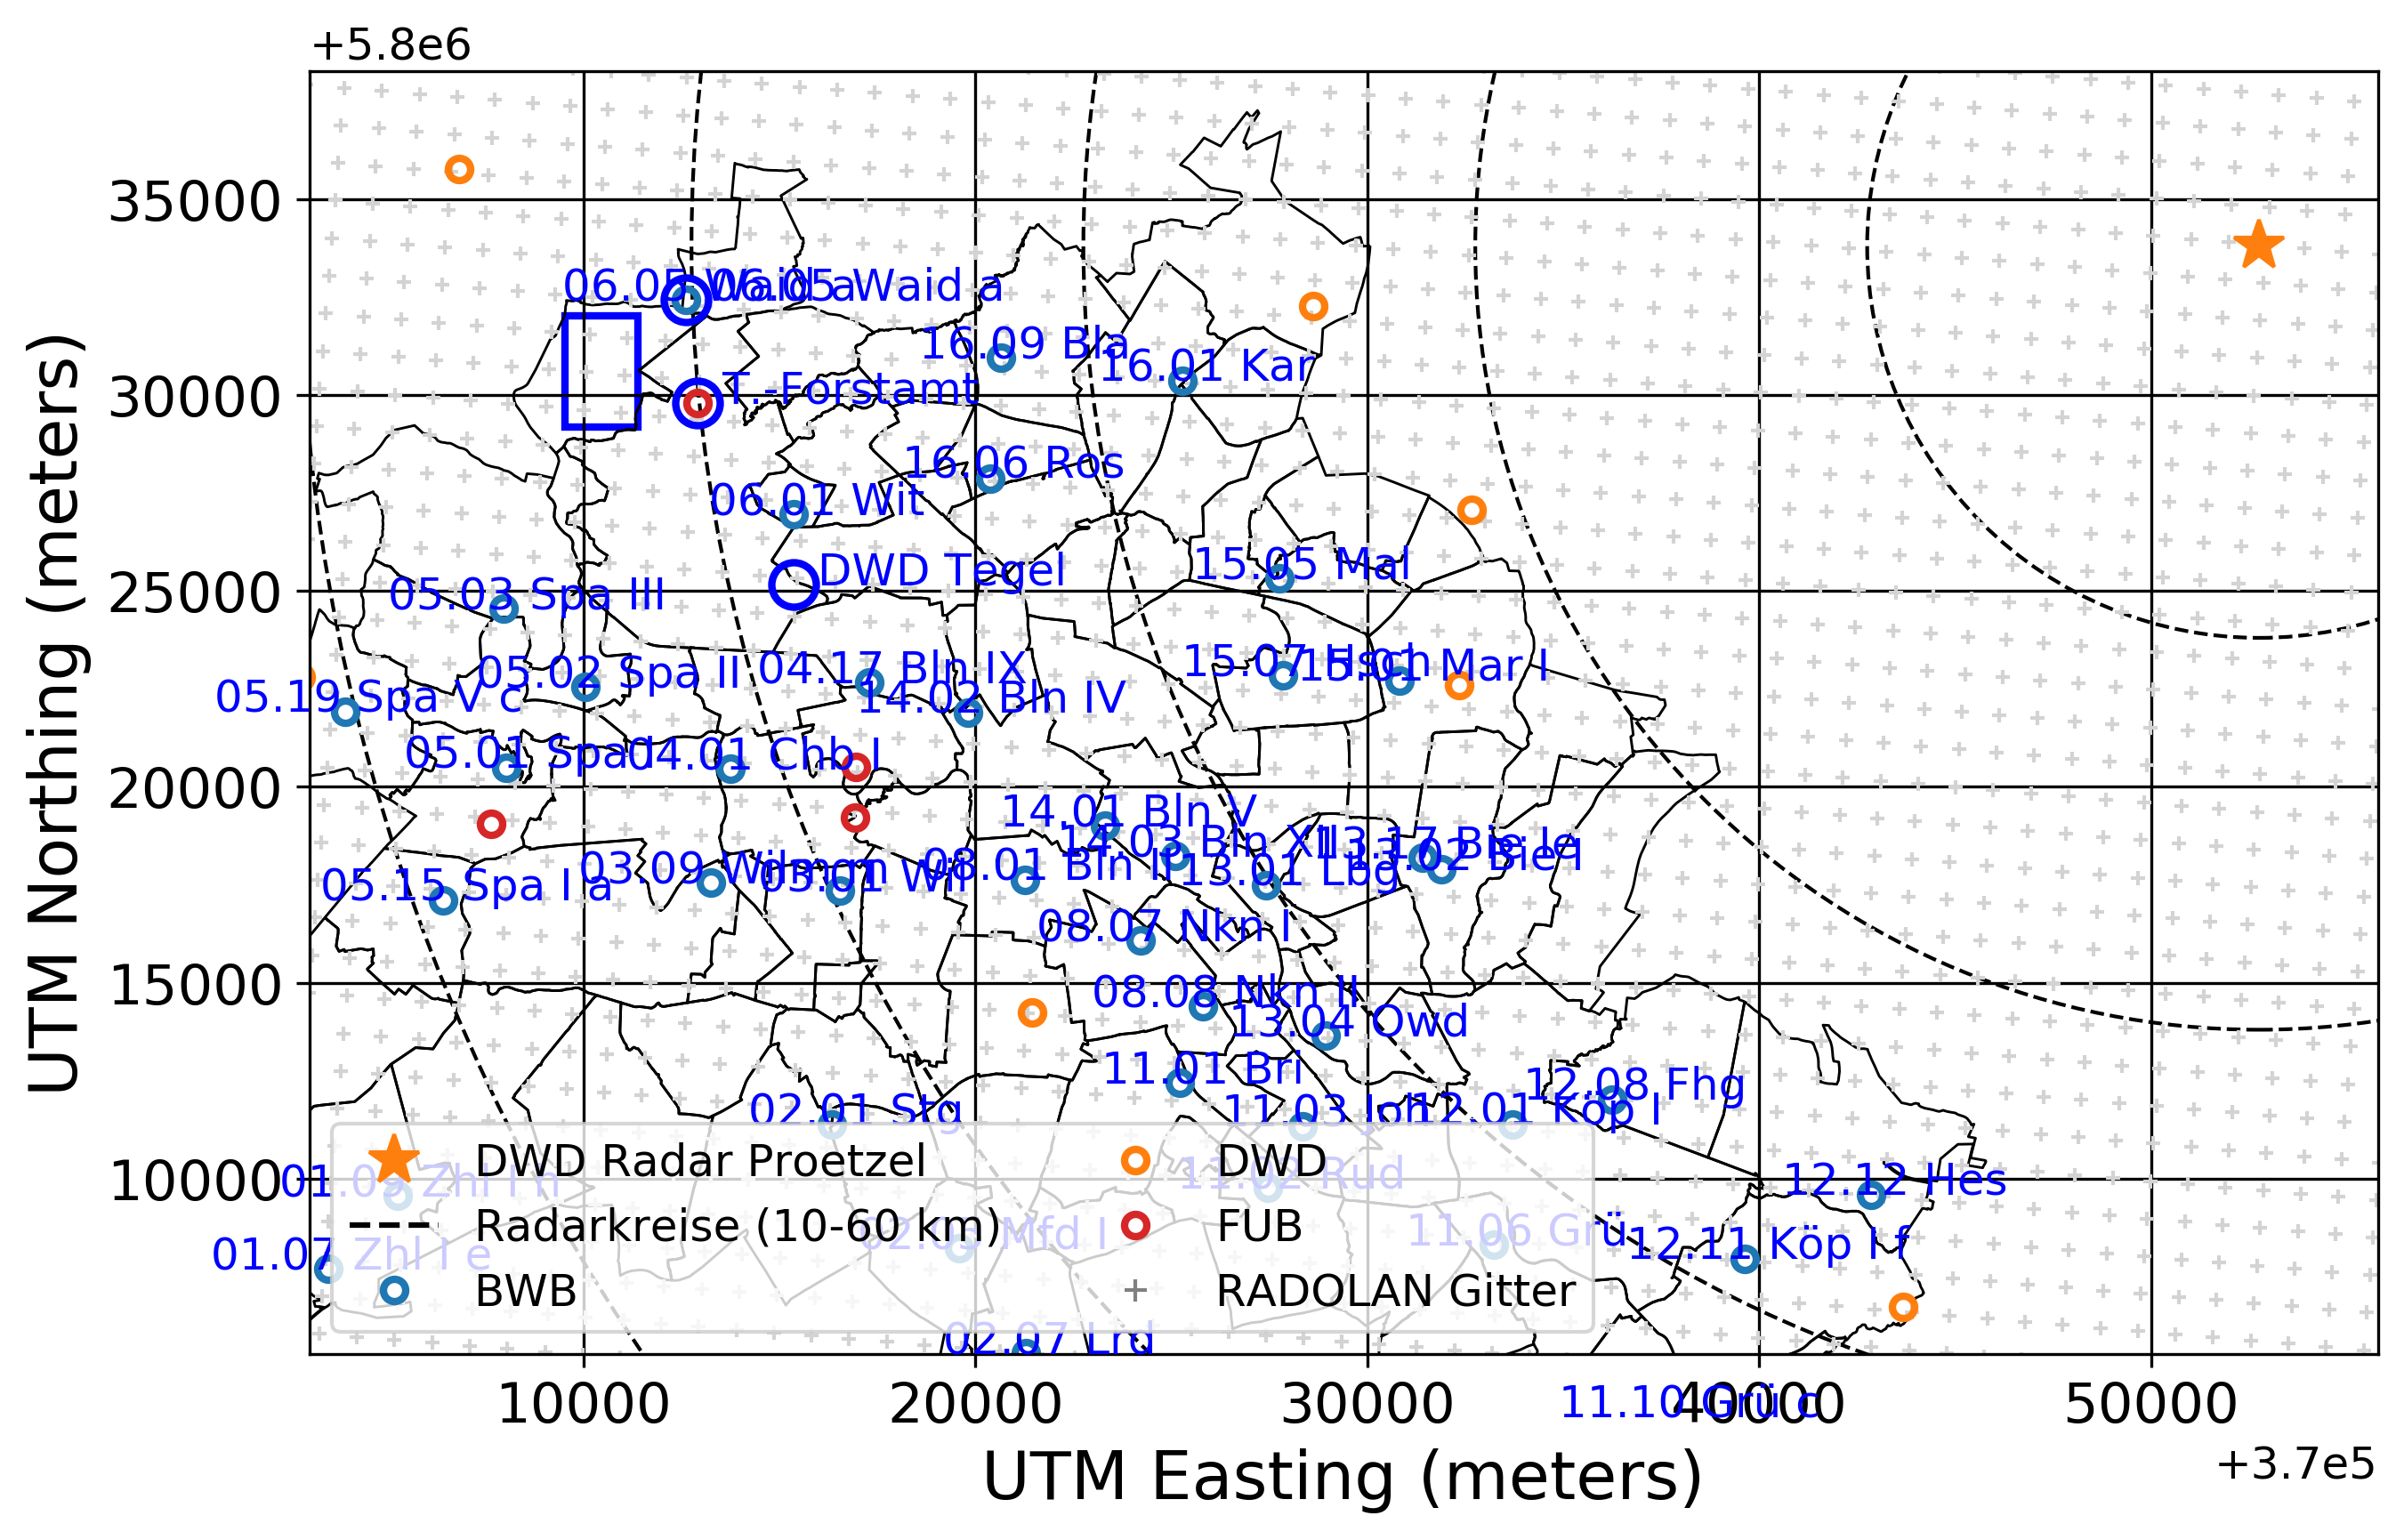 +5.8e6
35000
06.05 Waid a
06.05 Waid a
16.09 Bla
16.01 Kar
30000
T.-Forstamt
16.06 Ros
06.01 Wit
15.05 Mal
25000
DWD Tegel
05.03 Spa III
05.02 Spa II
04.17 Bln IX
15.07 Hsch
15.01 Mar I
05.19 Spa V c
14.02 Bln IV
05.01 Spa I
04.01 Chb I
20000
14.01 Bln V
14.03 Bln XII
13.17 Bie I e
13.02 Bie I
03.09 Wilm n
03.01 Wil
08.01 Bln II
13.01 Lbg
05.15 Spa I a
08.07 Nkn I
15000
08.08 Nkn II
13.04 Owd
11.01 Bri
12.08 Fhg
02.01 Stg
11.03 Joh
12.01 Köp I
10000
DWD Radar Proetzel
DWD
11.02 Rud
12.12 Hes
Zhl I h
Radarkreise (10-60 km)
FUB
Mfd I
11.06 Grü
12.11 Köp I f
01.07 Zhl I e
BWB
RADOLAN Gitter
02.07 Lrd
10000
20000
30000
40000
50000
11.10 Grü c
UTM Easting (meters)
+3.7e5
UTM Northing (meters)